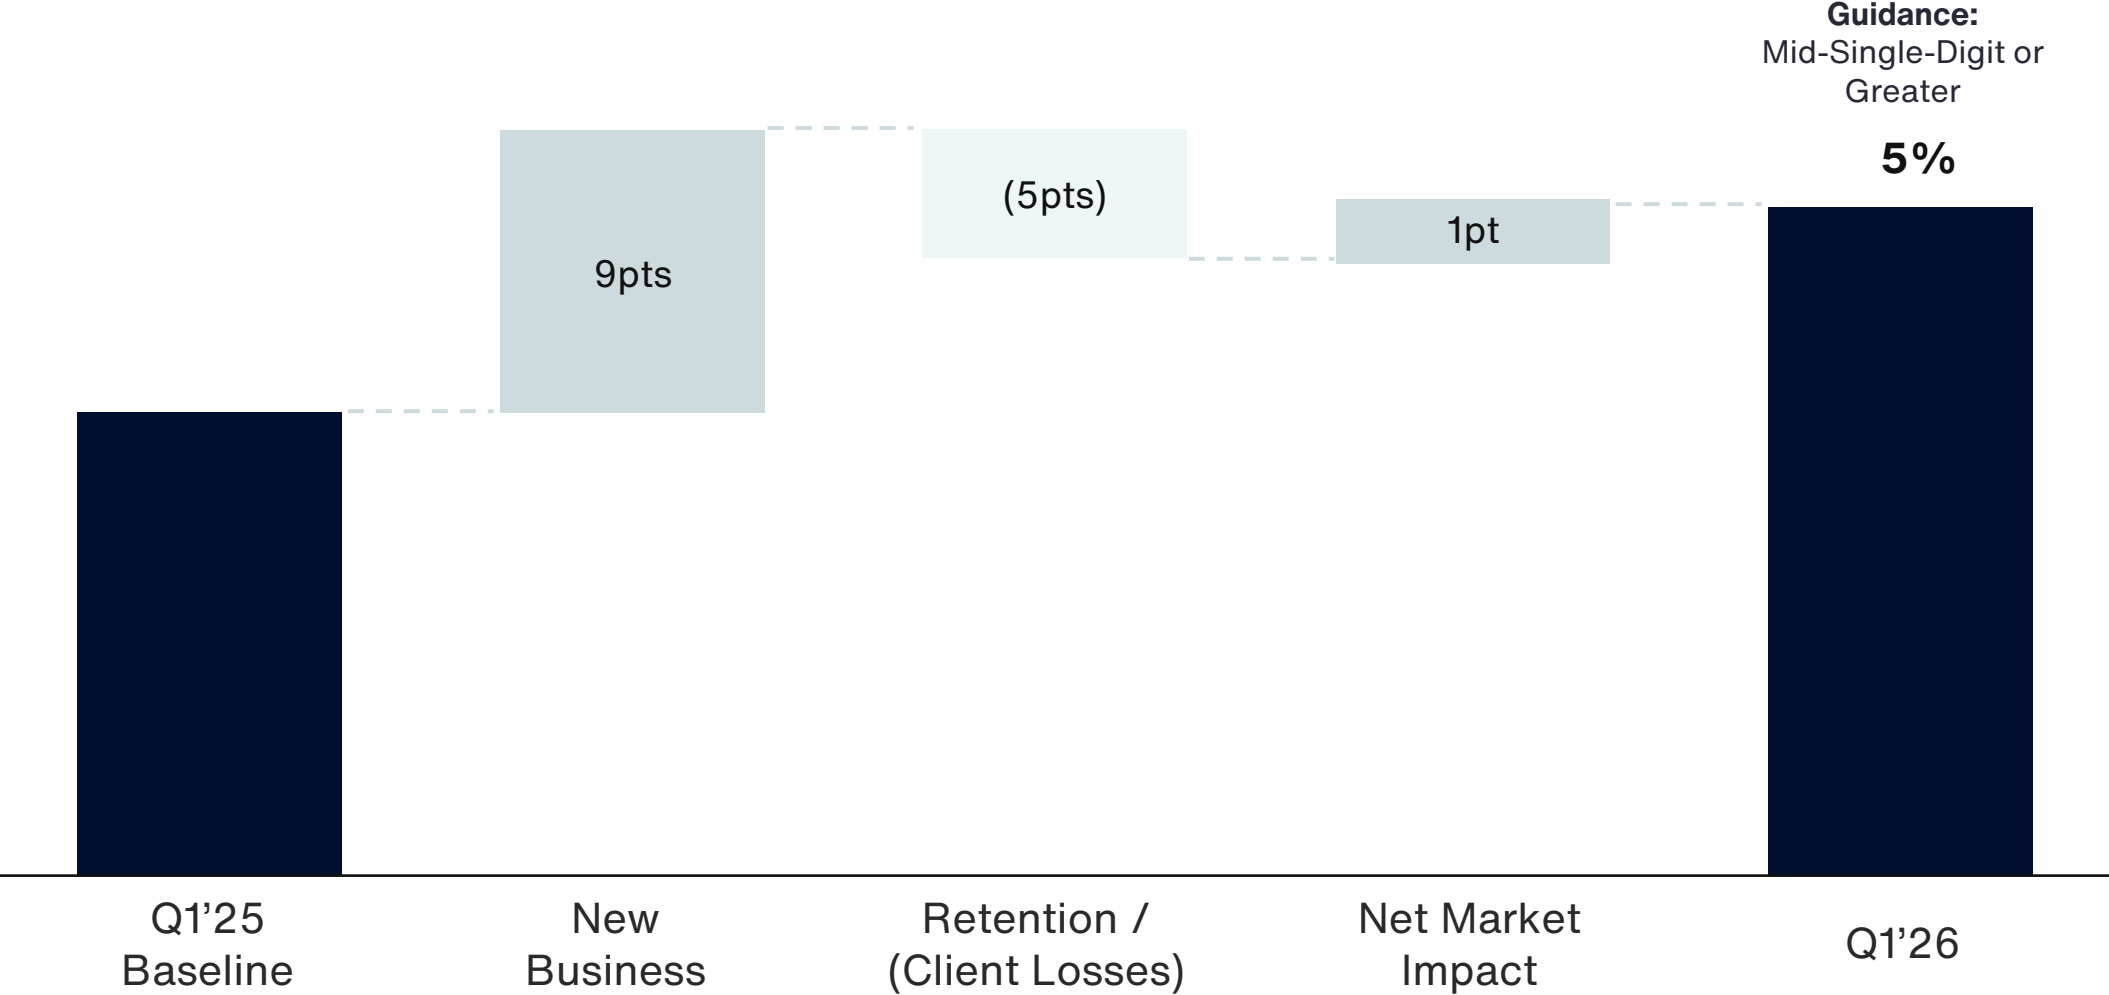 Guidance:
Mid-Single-Digit or
Greater
5%
9pts
(5pts)
1pt
Q1’25
Baseline
New
Business
Retention /
(Client Losses)
Net Market
Impact
Q1’26